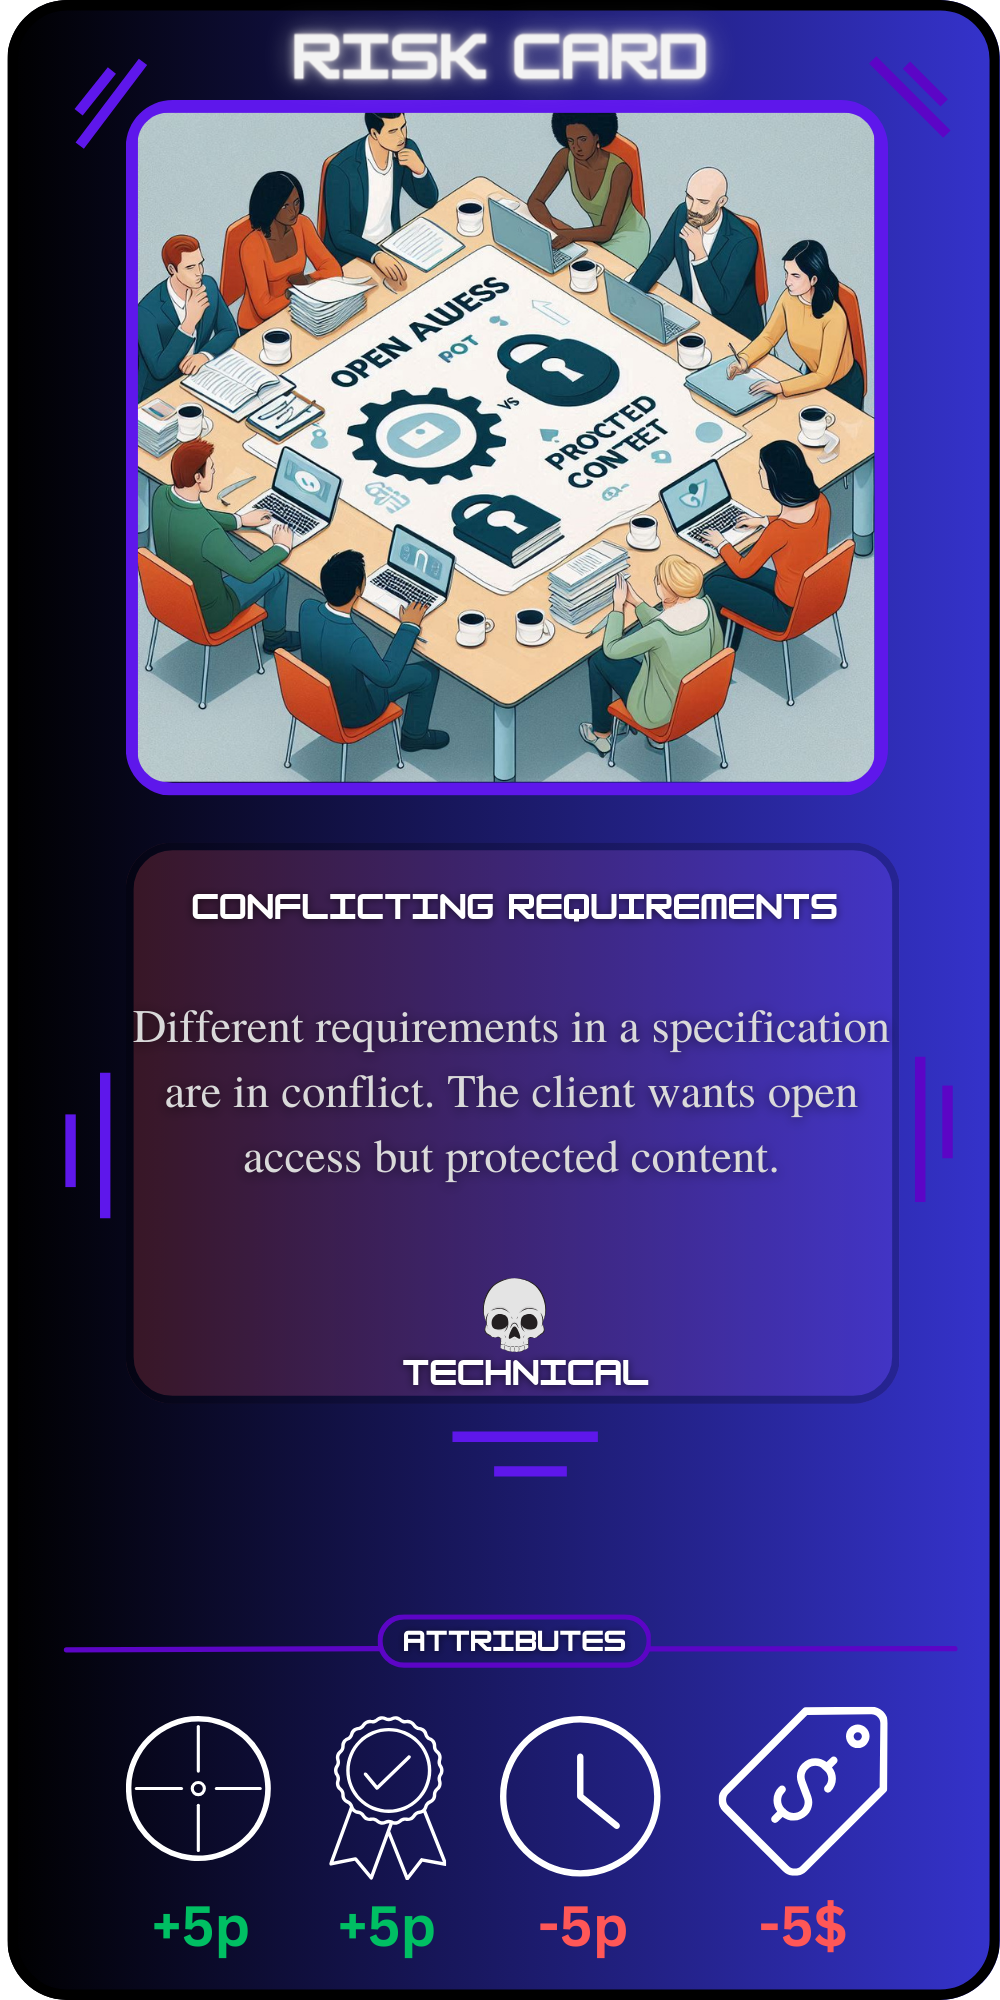 RISK CARD
OPEN AWESS
POT
VS
PROCTED
CONTEET
CONFLICTING REQUIREMENTS
Different requirements in a specification
are in conflict. The client wants open
access but protected content.
TECHNICAL
ATTRIBUTES
$
+5p +5p -5p -5$